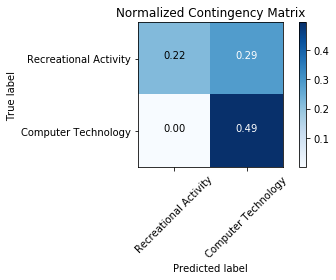 Normalized Contingency Matrix
True label
Recreational Activity
Computer Technology
0.22
0.29
0.00
0.49
0.4
0.3
0.2
0.1
Recreational Activity
Computer Technology
Predicted label